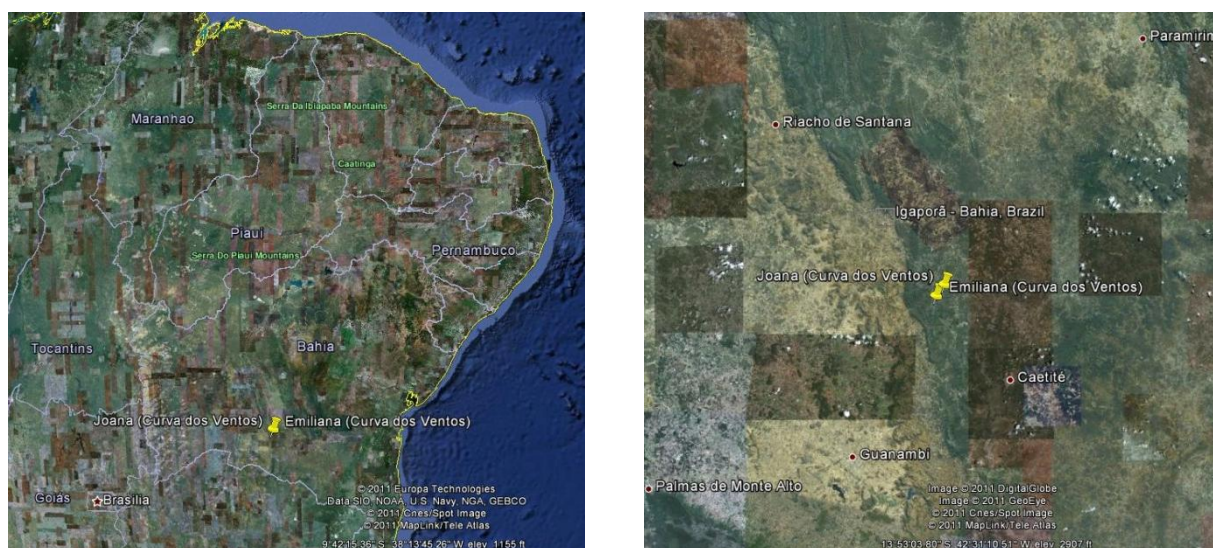 Serra Da Ibiapaba Mountains
Maranhao
Caatinga
Piaui
Pernambuco
Serra Do Piaui Mountains
Tocantins
Bahia
Joana (Curva dos Ventos)
Emiliana (Curva dos Ventos)
Goiás
Brasilia
© 2011 Europa Technologies
Data SIO, NOAA, U.S. Navy, NGA, GEBCO
© 2011 Cnes/Spot Image
© 2011 MapLink/Tele Atlas
9°42'15.36" S 38°13'45.26" W elev 1155 ft
Paramirim
Riacho de Santana
Igaporã - Bahia, Brazil
Joana (Curva dos Ventos)
Emiliana (Curva dos Ventos)
Caetité
Guanambi
Palmas de Monte Alto
Image © 2011 DigitalGlobe
Image © 2011 GeoEye
© 2011 Cnes/Spot Image
© 2011 MapLink/Tele Atlas
13°53'03.80" S 42°31'10.51" W elev 2907 ft